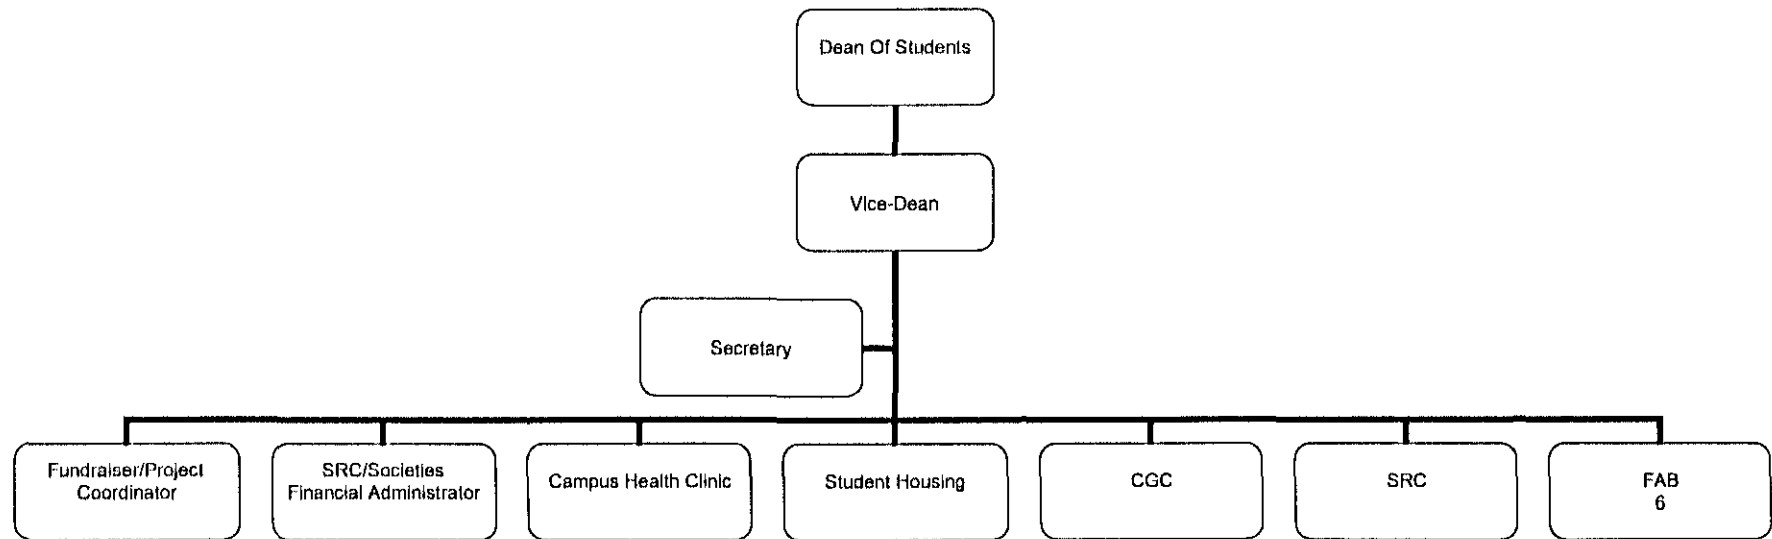 Dean Of Students
Vice-Dean
Secretary
Fundraiser/Project
Coordinator
SRC/Societies
Financial Administrator
Campus Health Clinic
Student Housing
CGC
SRC
FAB
6